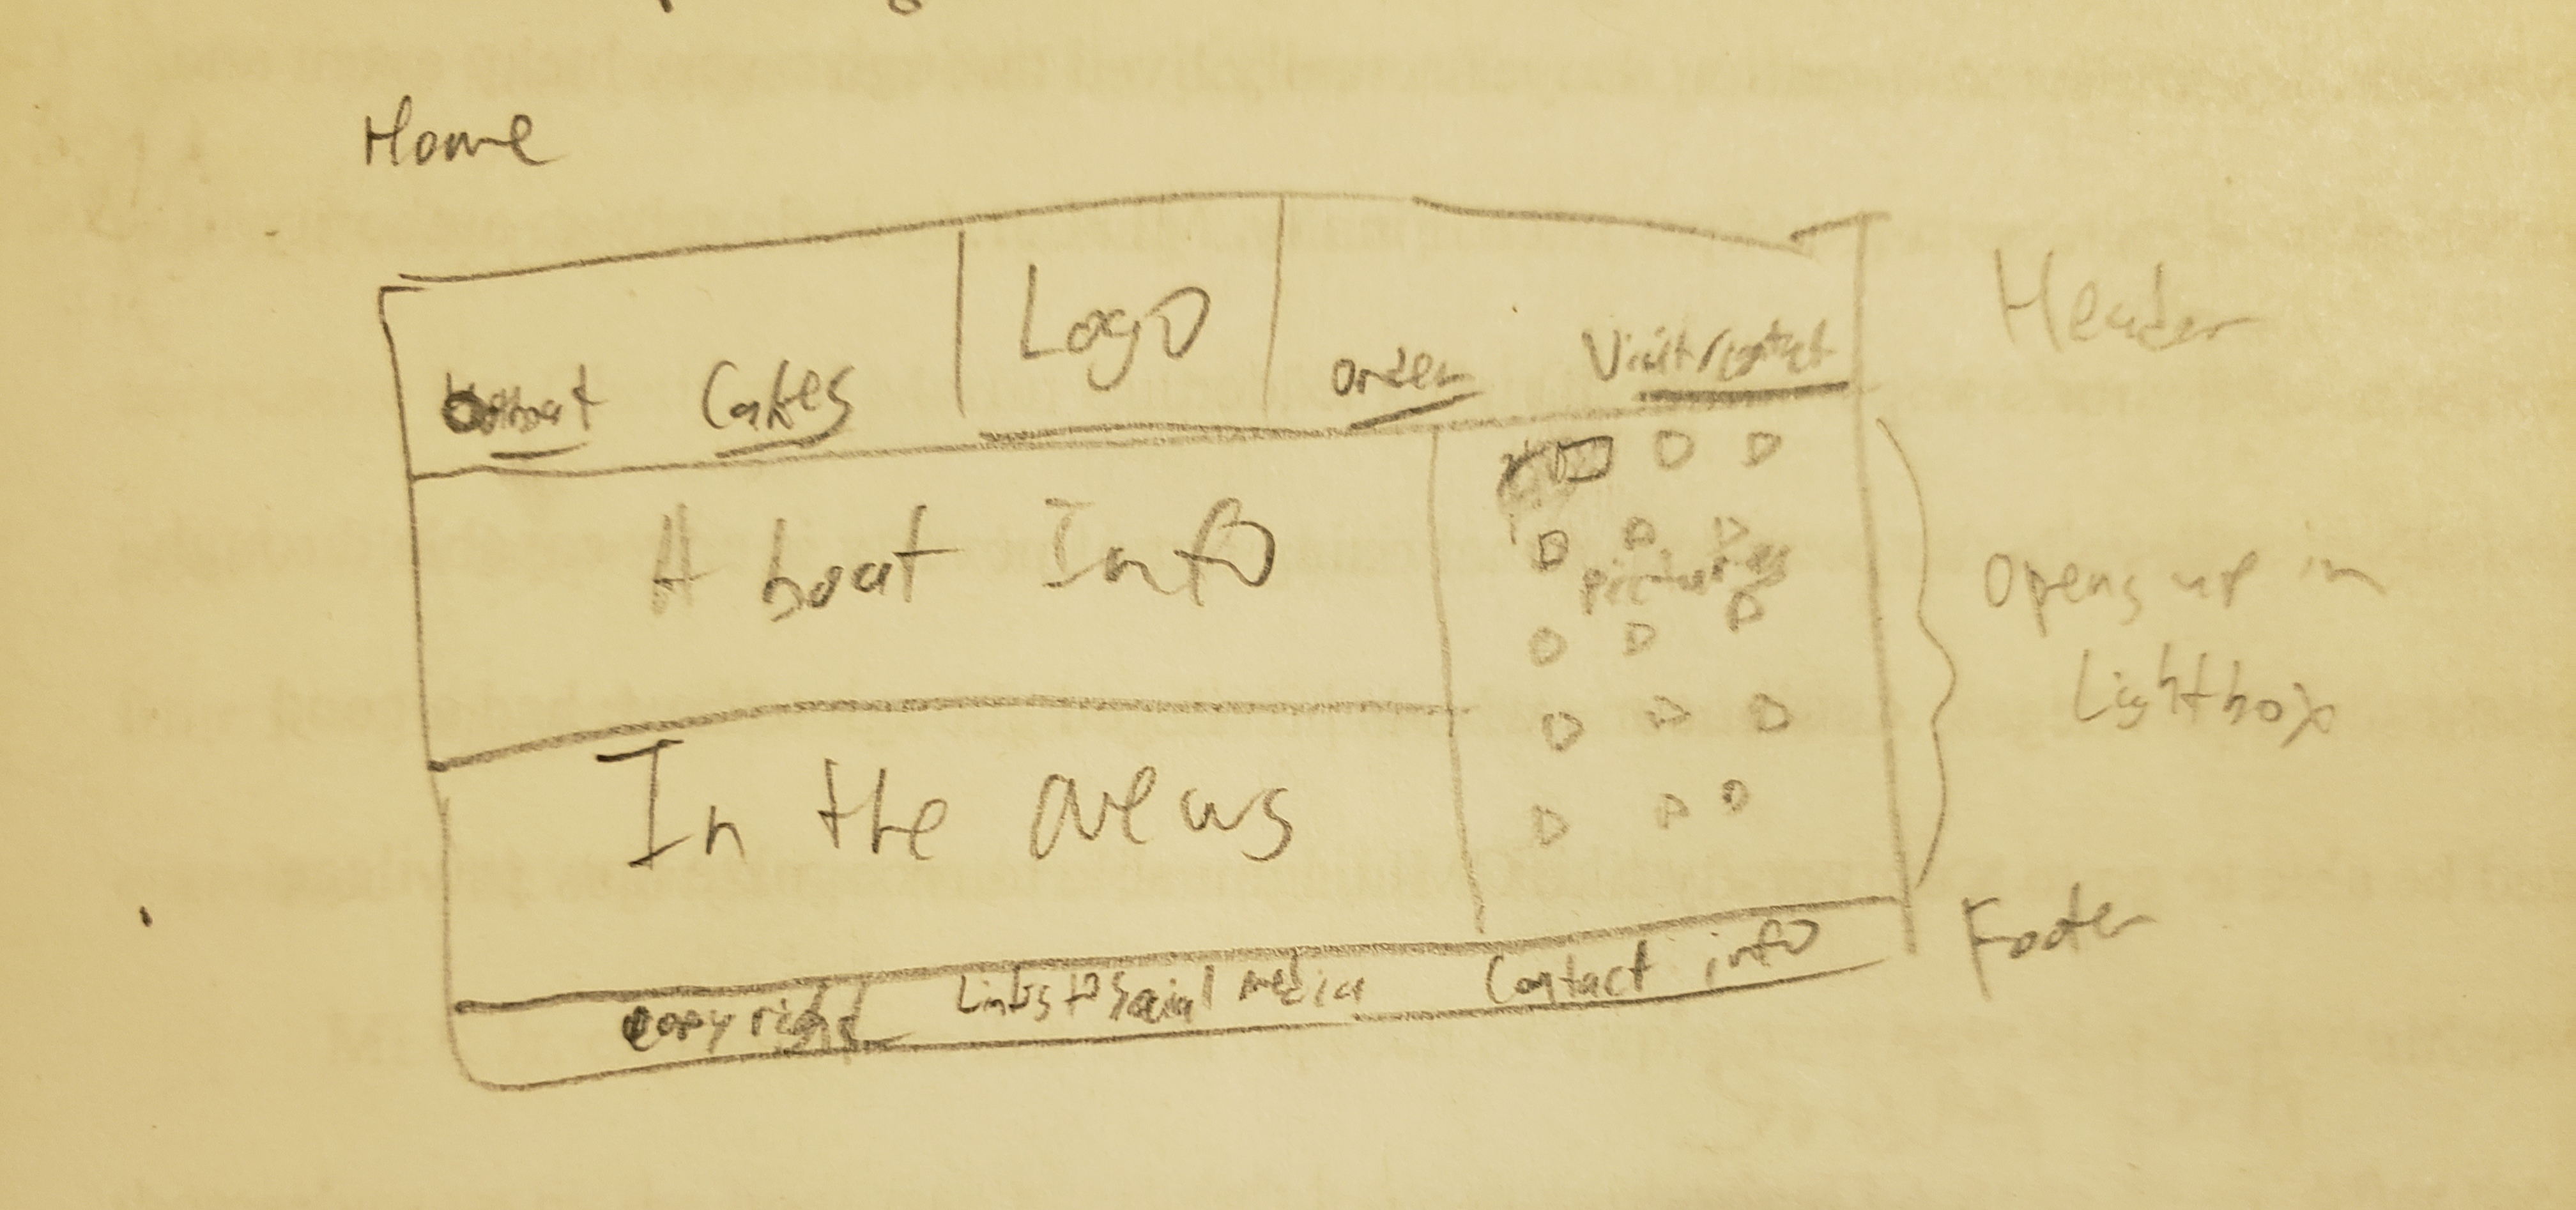 Home
Logo
Header
About Cakes Order Visit/contact
About Info
pictures
Opens up in
Lightbox
In the news
Footer
copyright Links to Social media Contact info